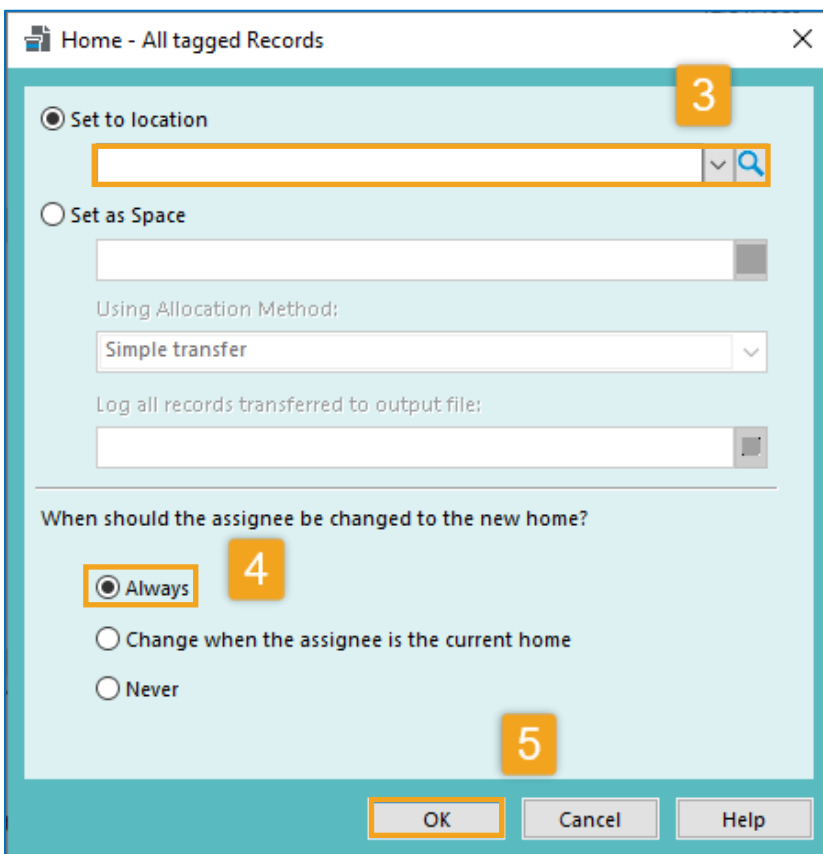 Home - All tagged Records
3
Set to location
Set as Space
Using Allocation Method:
Simple transfer
Log all records transferred to output file:
When should the assignee be changed to the new home?
4
Always
Change when the assignee is the current home
Never
5
OK Cancel Help